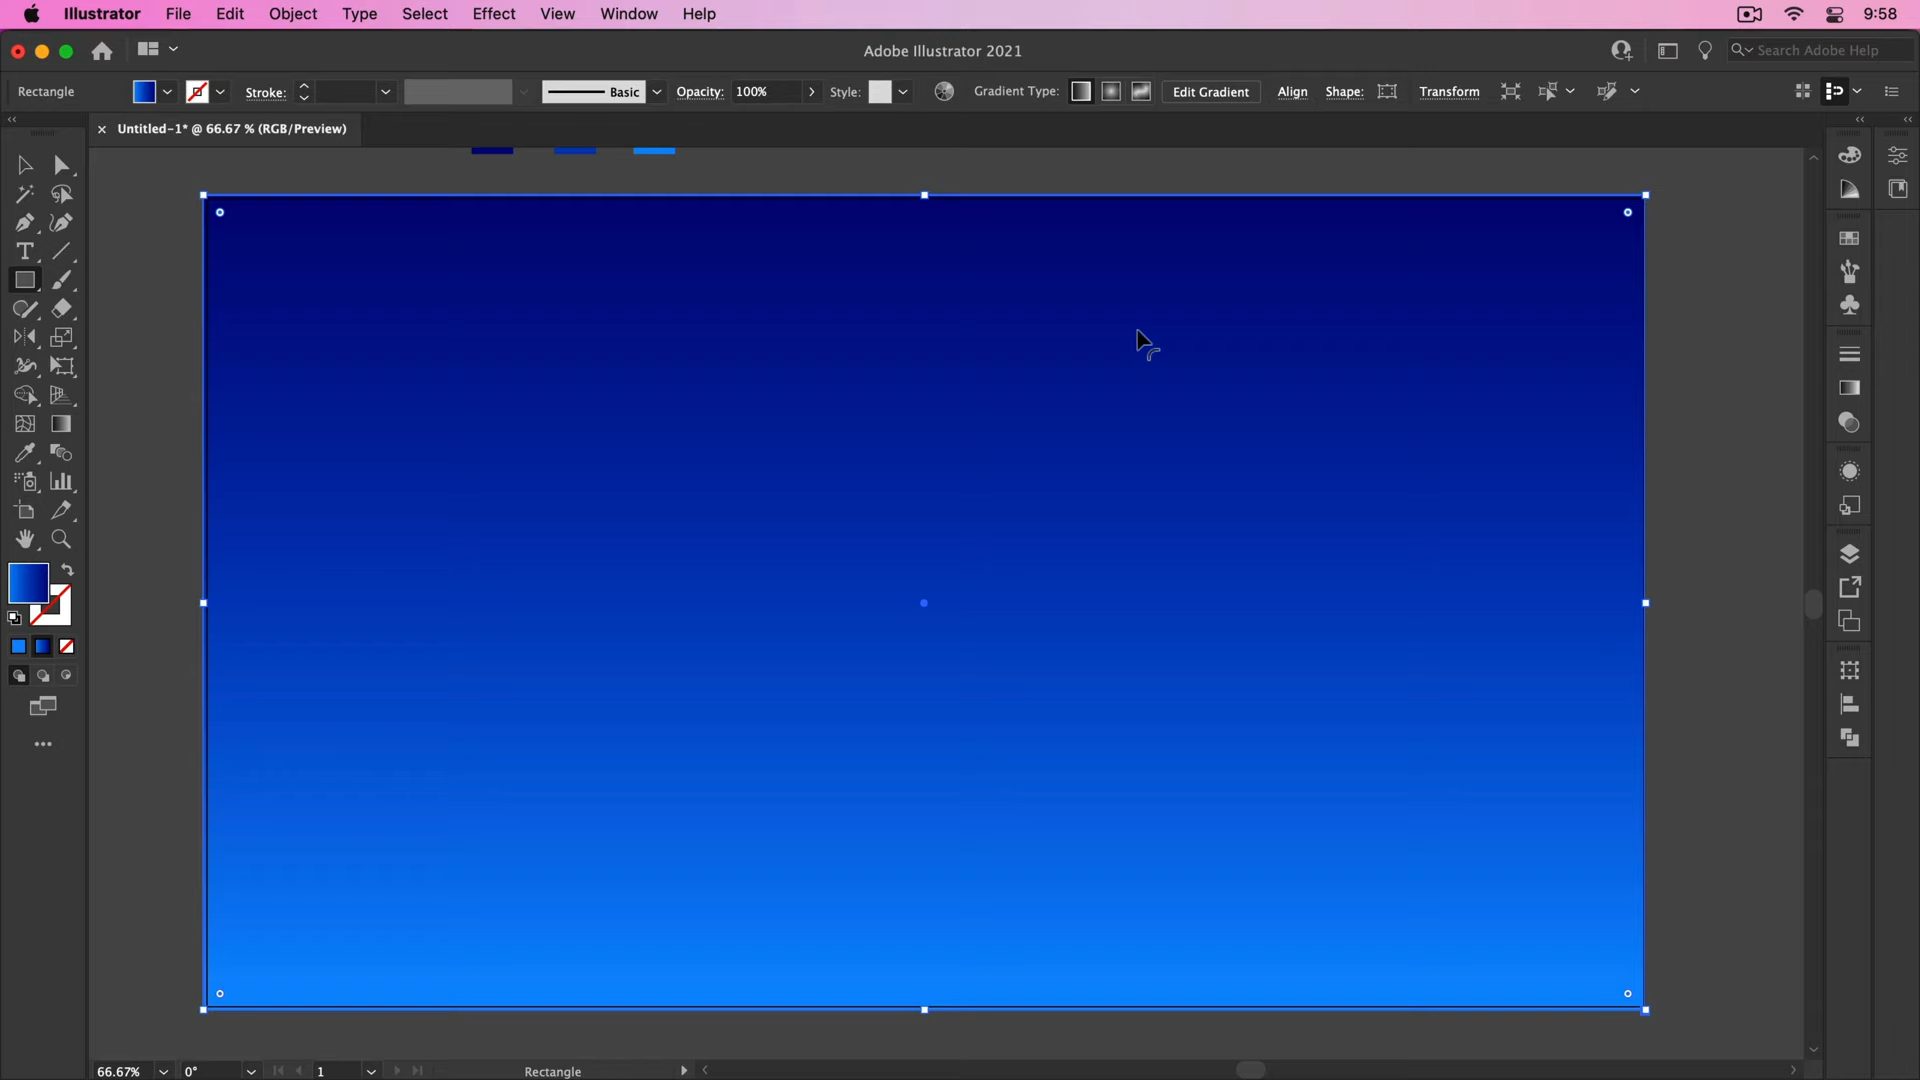 Illustrator File Edit Object Type Select Effect View Window Help 9:58
Adobe Illustrator 2021 Search Adobe Help
Rectangle Stroke: Basic Opacity: 100% Style: Gradient Type: Edit Gradient Align Shape: Transform
Untitled-1* @ 66.67 % (RGB/Preview)
66.67% 0° 1 Rectangle